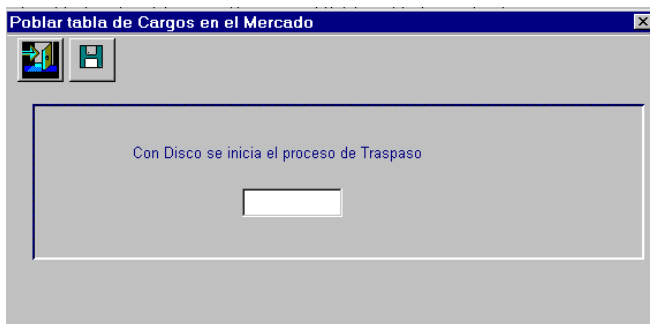 Poblar tabla de Cargos en el Mercado
Con Disco se inicia el proceso de Traspaso